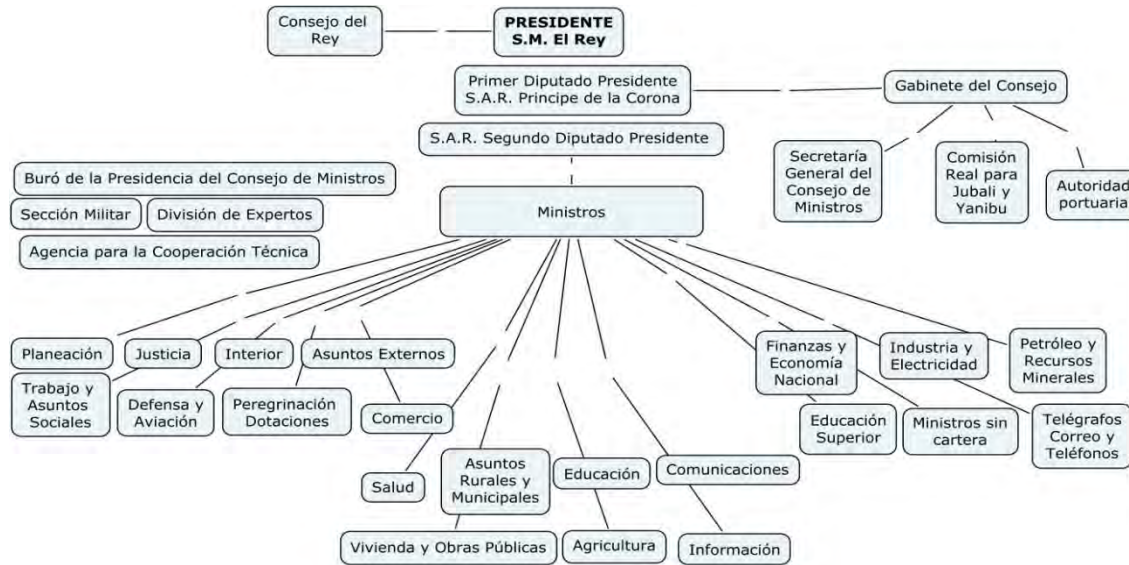 Consejo del
Rey
PRESIDENTE
S.M. El Rey
Primer Diputado Presidente
S.A.R. Principe de la Corona
Gabinete del Consejo
S.A.R. Segundo Diputado Presidente
Secretaría
General del
Consejo de
Ministros
Comisión
Real para
Jubali y
Yanibu
Autoridad
portuaria
Buró de la Presidencia del Consejo de Ministros
Sección Militar
División de Expertos
Agencia para la Cooperación Técnica
Ministros
Planeación
Justicia
Interior
Asuntos Externos
Finanzas y
Economía
Nacional
Industria y
Electricidad
Petróleo y
Recursos
Minerales
Trabajo y
Asuntos
Sociales
Defensa y
Aviación
Peregrinación
Dotaciones
Comercio
Educación
Superior
Ministros sin
cartera
Telégrafos
Correo y
Teléfonos
Salud
Asuntos
Rurales y
Municipales
Educación
Comunicaciones
Vivienda y Obras Públicas
Agricultura
Información